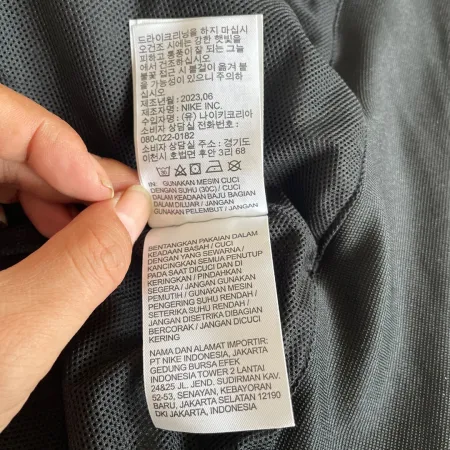 드라이크리닝을 하지 마십시
오건조 시에는 강한 햇빛을
피하고 통풍이 잘 되는 그늘
에서 건조하십시오
불꽃 접근 시 불길이 옮겨 붙
을 가능성이 있으니 주의하
십시오
제조년월 : 2023.06
제조자명 : NIKE INC.
수입자명 : (유) 나이키코리아
소비자 상담실 전화번호 :
080-022-0182
소비자 상담실 주소 : 경기도
이천시 호법면 후안 3리 68
IN: GUNAKAN MESIN CUCI
DENGAN SUHU (30C) / CUCI
DALAM KEADAAN BAJU BAGIAN
DALAM DILUAR / JANGAN
GUNAKAN PELEMBUT / JANGAN
BENTANGKAN PAKAIAN DALAM
KEADAAN BASAH / CUCI
DENGAN YANG SEWARNA /
KANCINGKAN SEMUA PENUTUP
PADA SAAT DICUCI DAN DI
KERINGKAN / PINDAHKAN
SEGERA / JANGAN GUNAKAN
PEMUTIH / GUNAKAN MESIN
PENGERING SUHU RENDAH /
SETERIKA SUHU RENDAH /
JANGAN DISETRIKA DIBAGIAN
BERCORAK / JANGAN DICUCI
KERING
NAMA DAN ALAMAT IMPORTIR:
PT NIKE INDONESIA, JAKARTA
GEDUNG BURSA EFEK
INDONESIA TOWER 2 LANTAI
24&25 JL. JEND. SUDIRMAN KAV.
52-53, SENAYAN, KEBAYORAN
BARU, JAKARTA SELATAN 12190
DKI JAKARTA, INDONESIA